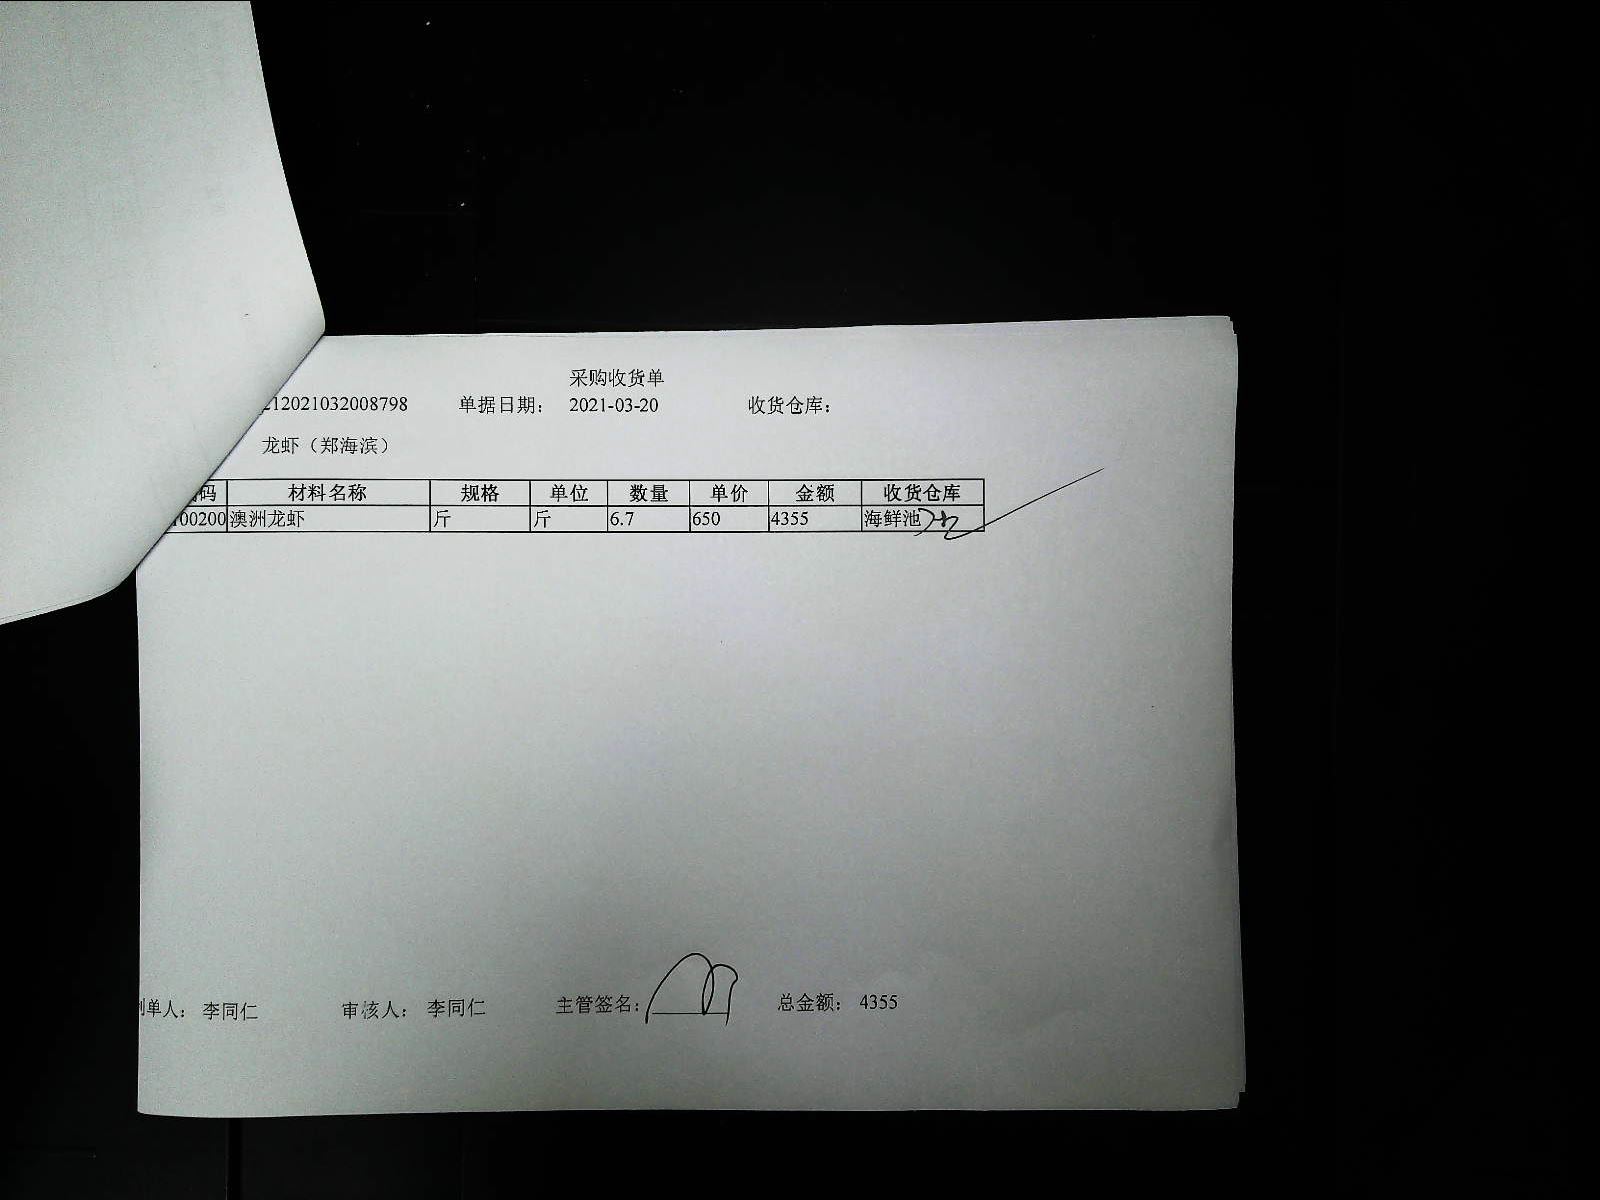 采购收货单
212021032008798 单据日期： 2021-03-20 收货仓库：
龙虾（郑海滨）
码 材料名称 规格 单位 数量 单价 金额 收货仓库
100200 澳洲龙虾 斤 斤 6.7 650 4355 海鲜池
制单人： 李同仁 审核人： 李同仁 主管签名： 总金额： 4355